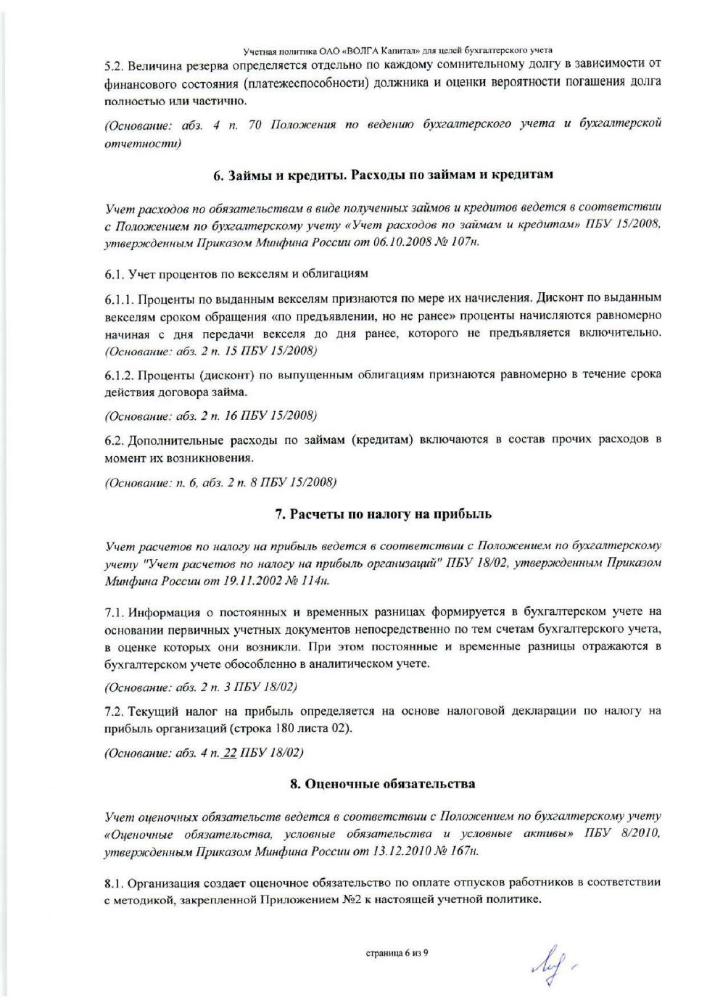 Учетная политика ОАО «ВОЛГА Капитал» для целей бухгалтерского учета
5.2. Величина резерва определяется отдельно по каждому сомнительному долгу в зависимости от
финансового состояния (платежеспособности) должника и оценки вероятности погашения долга
полностью или частично.
(Основание: абз. 4 п. 70 Положения по ведению бухгалтерского учета и бухгалтерской
отчетности)
6. Займы и кредиты. Расходы по займам и кредитам
Учет расходов по обязательствам в виде полученных займов и кредитов ведется в соответствии
с Положением по бухгалтерскому учету «Учет расходов по займам и кредитам» ПБУ 15/2008,
утвержденным Приказом Минфина России от 06.10.2008 № 107н.
6.1. Учет процентов по векселям и облигациям
6.1.1. Проценты по выданным векселям признаются по мере их начисления. Дисконт по выданным
векселям сроком обращения «по предъявлении, но не ранее» проценты начисляются равномерно
начиная с дня передачи векселя до дня ранее, которого не предъявляется включительно.
(Основание: абз. 2 п. 15 ПБУ 15/2008)
6.1.2. Проценты (дисконт) по выпущенным облигациям признаются равномерно в течение срока
действия договора займа.
(Основание: абз. 2 п. 16 ПБУ 15/2008)
6.2. Дополнительные расходы по займам (кредитам) включаются в состав прочих расходов в
момент их возникновения.
(Основание: п. 6, абз. 2 п. 8 ПБУ 15/2008)
7. Расчеты по налогу на прибыль
Учет расчетов по налогу на прибыль ведется в соответствии с Положением по бухгалтерскому
учету "Учет расчетов по налогу на прибыль организаций" ПБУ 18/02, утвержденным Приказом
Минфина России от 19.11.2002 № 114н.
7.1. Информация о постоянных и временных разницах формируется в бухгалтерском учете на
основании первичных учетных документов непосредственно по тем счетам бухгалтерского учета,
в оценке которых они возникли. При этом постоянные и временные разницы отражаются в
бухгалтерском учете обособленно в аналитическом учете.
(Основание: абз. 2 п. 3 ПБУ 18/02)
7.2. Текущий налог на прибыль определяется на основе налоговой декларации по налогу на
прибыль организаций (строка 180 листа 02).
(Основание: абз. 4 п. 22 ПБУ 18/02)
8. Оценочные обязательства
Учет оценочных обязательств ведется в соответствии с Положением по бухгалтерскому учету
«Оценочные обязательства, условные обязательства и условные активы» ПБУ 8/2010,
утвержденным Приказом Минфина России от 13.12.2010 № 167н.
8.1. Организация создает оценочное обязательство по оплате отпусков работников в соответствии
с методикой, закрепленной Приложением №2 к настоящей учетной политике.
страница 6 из 9